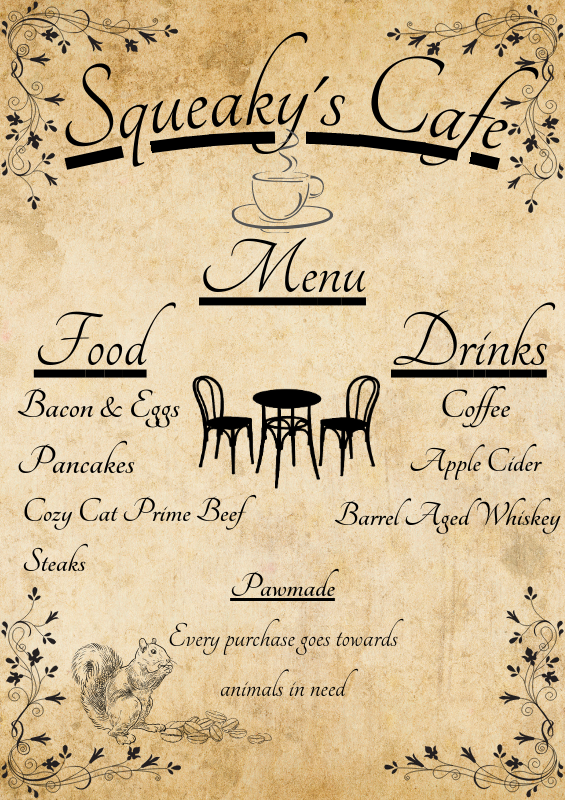 Squeaky's Cafe
Menu
Food
Bacon & Eggs
Pancakes
Cozy Cat Prime Beef
Steaks
Drinks
Coffee
Apple Cider
Barrel Aged Whiskey
Pawmade
Every purchase goes towards
animals in need